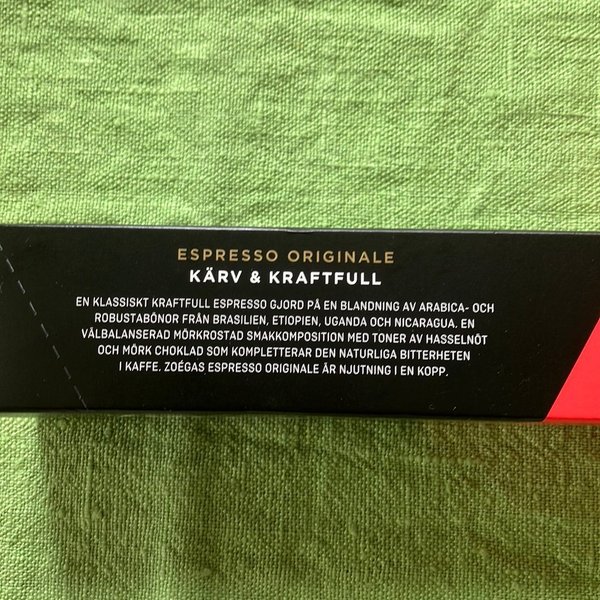 ESPRESSO ORIGINALE
KÄRV & KRAFTFULL
EN KLASSISKT KRAFTFULL ESPRESSO GJORD PÅ EN BLANDNING AV ARABICA- OCH
ROBUSTABÖNOR FRÅN BRASILIEN, ETIOPIEN, UGANDA OCH NICARAGUA. EN
VÄLBALANSERAD MÖRKROSTAD SMAKKOMPOSITION MED TONER AV HASSELNÖT
OCH MÖRK CHOKLAD SOM KOMPLETTERAR DEN NATURLIGA BITTERHETEN
I KAFFE. ZOÉGAS ESPRESSO ORIGINALE ÄR NJUTNING I EN KOPP.